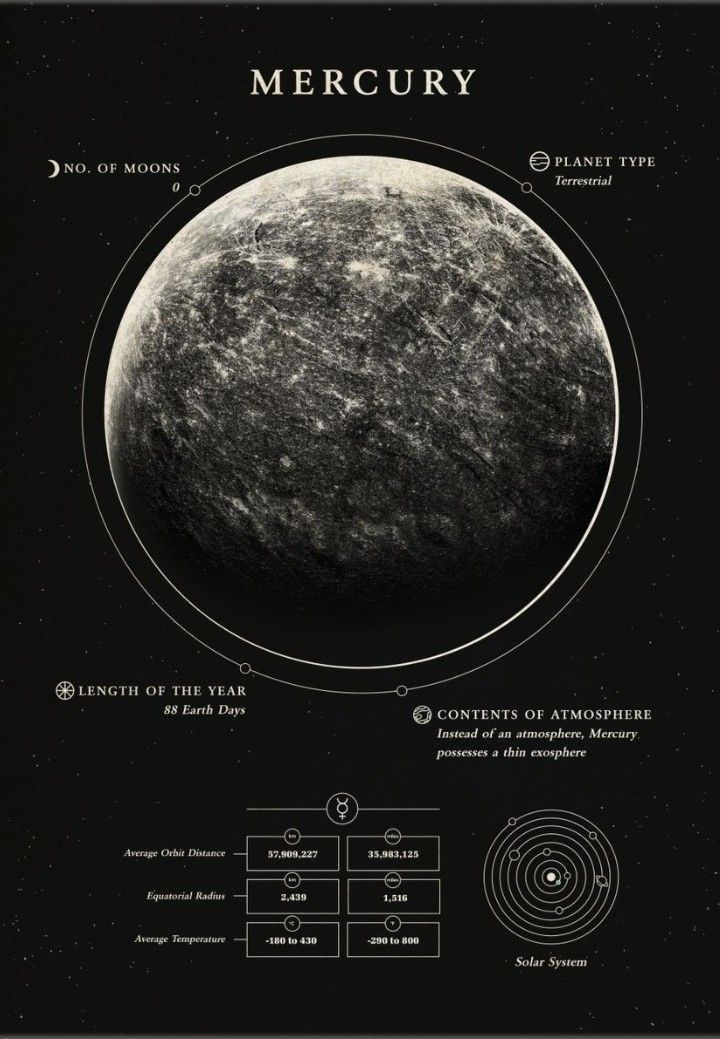 MERCURY
NO. OF MOONS
0
PLANET TYPE
Terrestrial
LENGTH OF THE YEAR
88 Earth Days
CONTENTS OF ATMOSPHERE
Instead of an atmosphere, Mercury
possesses a thin exosphere
km miles
Average Orbit Distance 57,909,227 35,983,125
km miles
Equatorial Radius 2,439 1,516
°C °F
Average Temperature -180 to 430 -290 to 800
Solar System